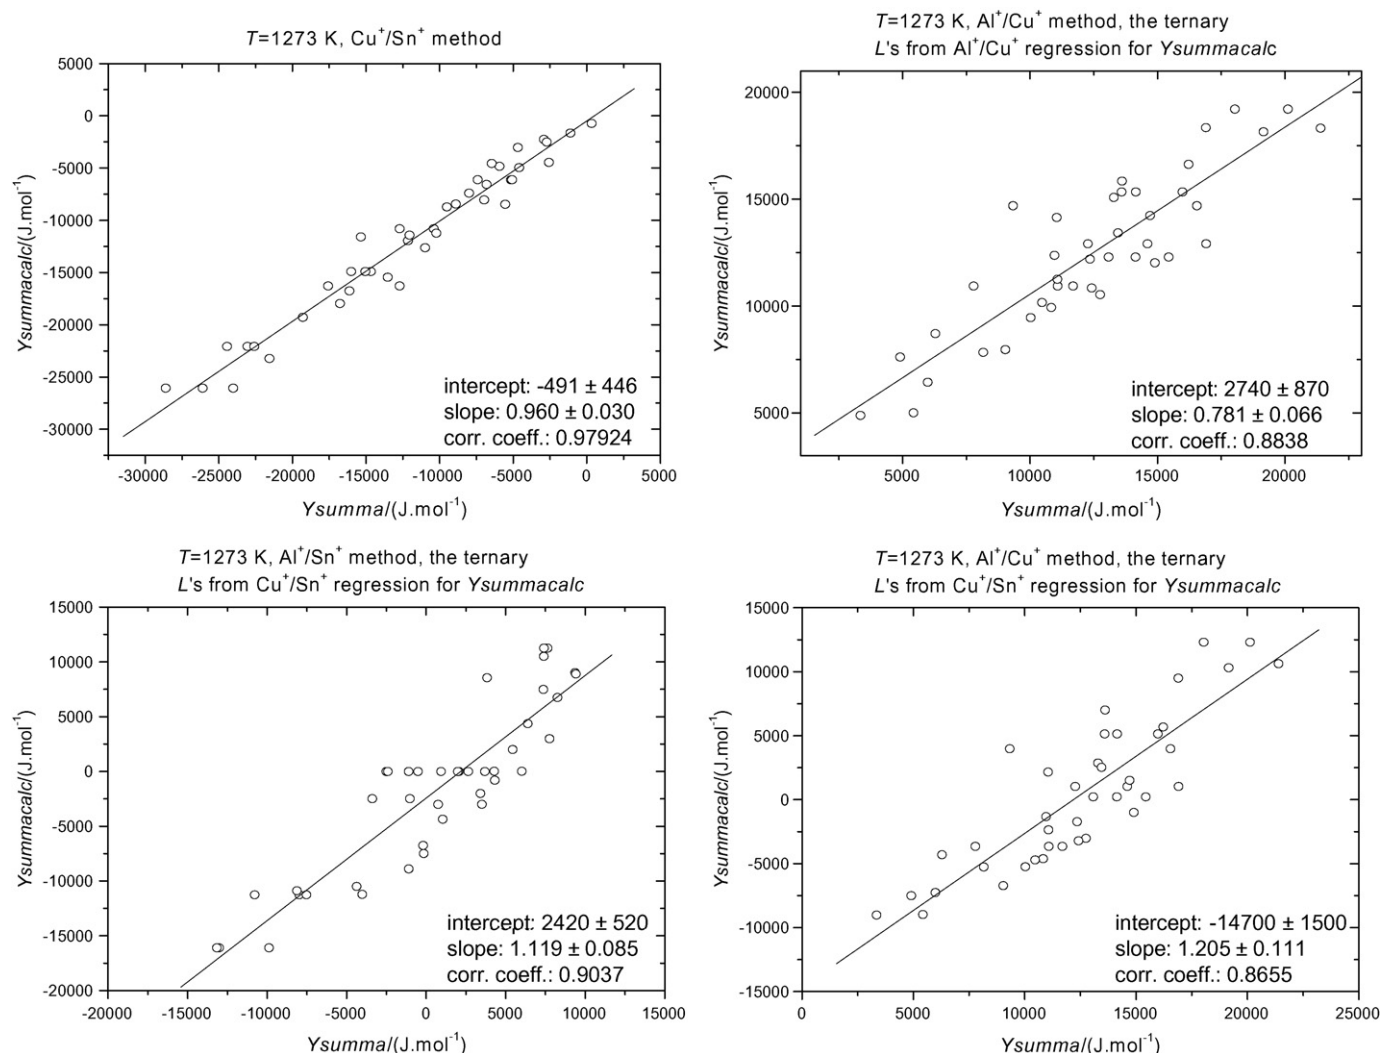 T=1273 K, Cu⁺/Sn⁺ method
5000
0
-5000
-10000
-15000
-20000
-25000
-30000
Ysummacalc/(J.mol⁻¹)
intercept: -491 ± 446
slope: 0.960 ± 0.030
corr. coeff.: 0.97924
-30000 -25000 -20000 -15000 -10000 -5000 0 5000
Ysumma/(J.mol⁻¹)
T=1273 K, Al⁺/Cu⁺ method, the ternary
L's from Al⁺/Cu⁺ regression for Ysummacalc
20000
15000
10000
5000
Ysummacalc/(J.mol⁻¹)
intercept: 2740 ± 870
slope: 0.781 ± 0.066
corr. coeff.: 0.8838
5000 10000 15000 20000
Ysumma/(J.mol⁻¹)
T=1273 K, Al⁺/Sn⁺ method, the ternary
L's from Cu⁺/Sn⁺ regression for Ysummacalc
15000
10000
5000
0
-5000
-10000
-15000
-20000
Ysummacalc/(J.mol⁻¹)
intercept: 2420 ± 520
slope: 1.119 ± 0.085
corr. coeff.: 0.9037
-20000 -15000 -10000 -5000 0 5000 10000 15000
Ysumma/(J.mol⁻¹)
T=1273 K, Al⁺/Cu⁺ method, the ternary
L's from Cu⁺/Sn⁺ regression for Ysummacalc
15000
10000
5000
0
-5000
-10000
-15000
Ysummacalc/(J.mol⁻¹)
intercept: -14700 ± 1500
slope: 1.205 ± 0.111
corr. coeff.: 0.8655
0 5000 10000 15000 20000 25000
Ysumma/(J.mol⁻¹)